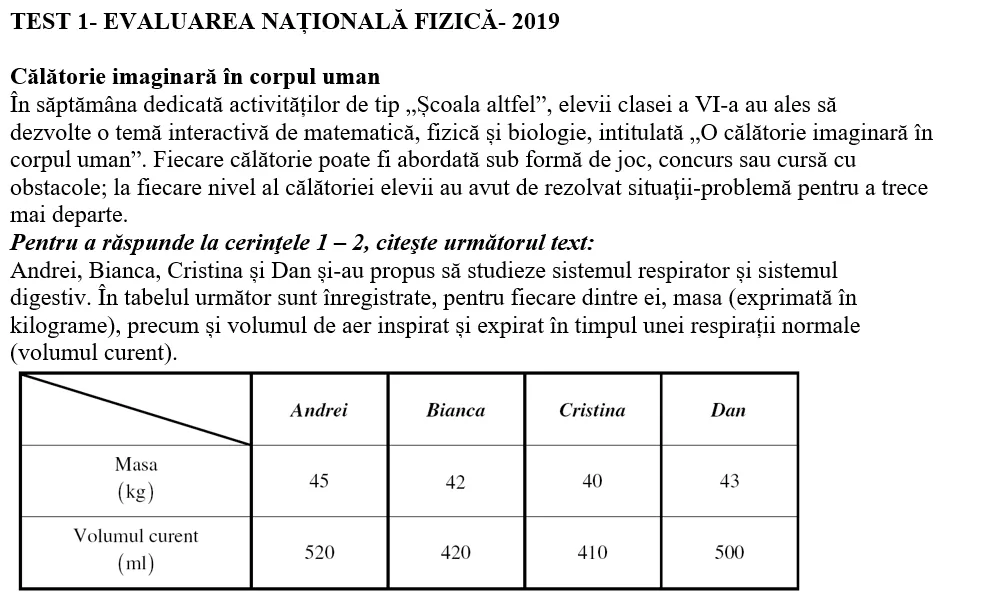 TEST 1- EVALUAREA NAȚIONALĂ FIZICĂ- 2019
Călătorie imaginară în corpul uman
În săptămâna dedicată activităților de tip „Școala altfel”, elevii clasei a VI-a au ales să
dezvolte o temă interactivă de matematică, fizică și biologie, intitulată „O călătorie imaginară în
corpul uman”. Fiecare călătorie poate fi abordată sub formă de joc, concurs sau cursă cu
obstacole; la fiecare nivel al călătoriei elevii au avut de rezolvat situaţii-problemă pentru a trece
mai departe.
Pentru a răspunde la cerinţele 1 – 2, citeşte următorul text:
Andrei, Bianca, Cristina și Dan și-au propus să studieze sistemul respirator și sistemul
digestiv. În tabelul următor sunt înregistrate, pentru fiecare dintre ei, masa (exprimată în
kilograme), precum și volumul de aer inspirat și expirat în timpul unei respirații normale
(volumul curent).
Andrei Bianca Cristina Dan
Masa
(kg) 45 42 40 43
Volumul curent
(ml) 520 420 410 500